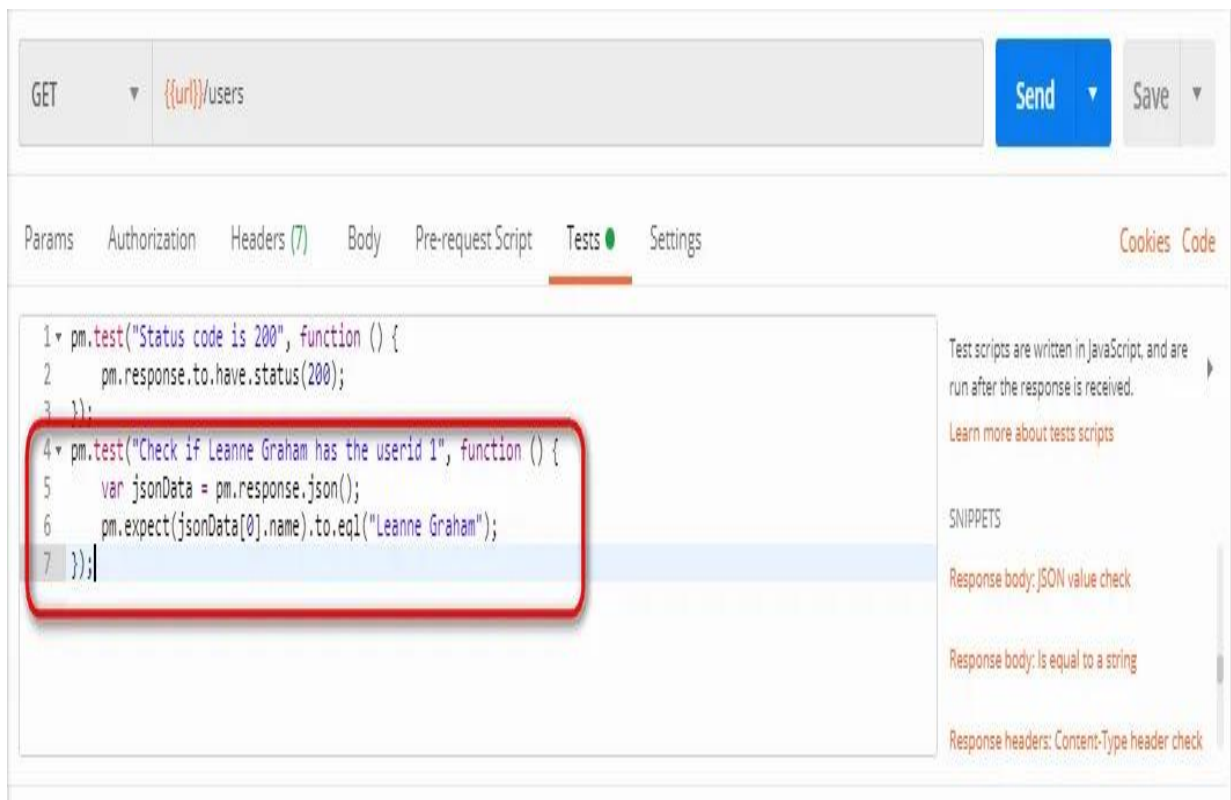 GET {{url}}/users Send Save
Params Authorization Headers (7) Body Pre-request Script Tests Settings Cookies Code
1 pm.test("Status code is 200", function () {
2 pm.response.to.have.status(200);
3 });
4 pm.test("Check if Leanne Graham has the userid 1", function () {
5 var jsonData = pm.response.json();
6 pm.expect(jsonData[0].name).to.eql("Leanne Graham");
7 });
Test scripts are written in JavaScript, and are
run after the response is received.
Learn more about tests scripts
SNIPPETS
Response body: JSON value check
Response body: Is equal to a string
Response headers: Content-Type header check